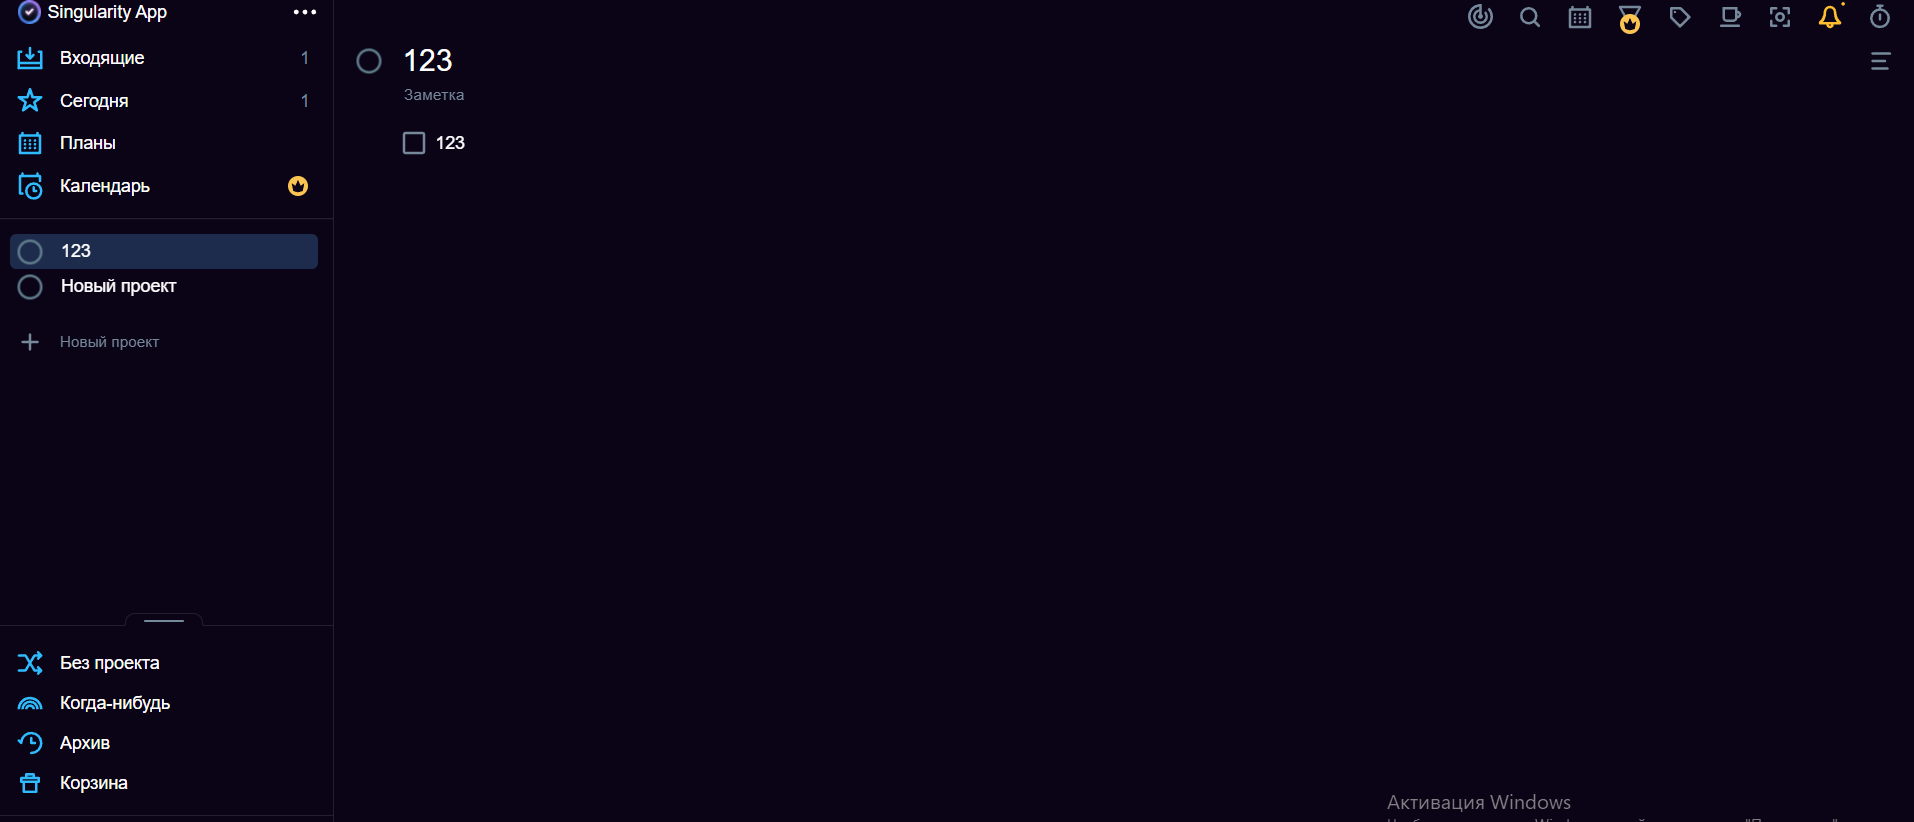 Singularity App
Входящие 1
Сегодня 1
Планы
Календарь
123
Новый проект
Новый проект
Без проекта
Когда-нибудь
Архив
Корзина
123
Заметка
123
Активация Windows